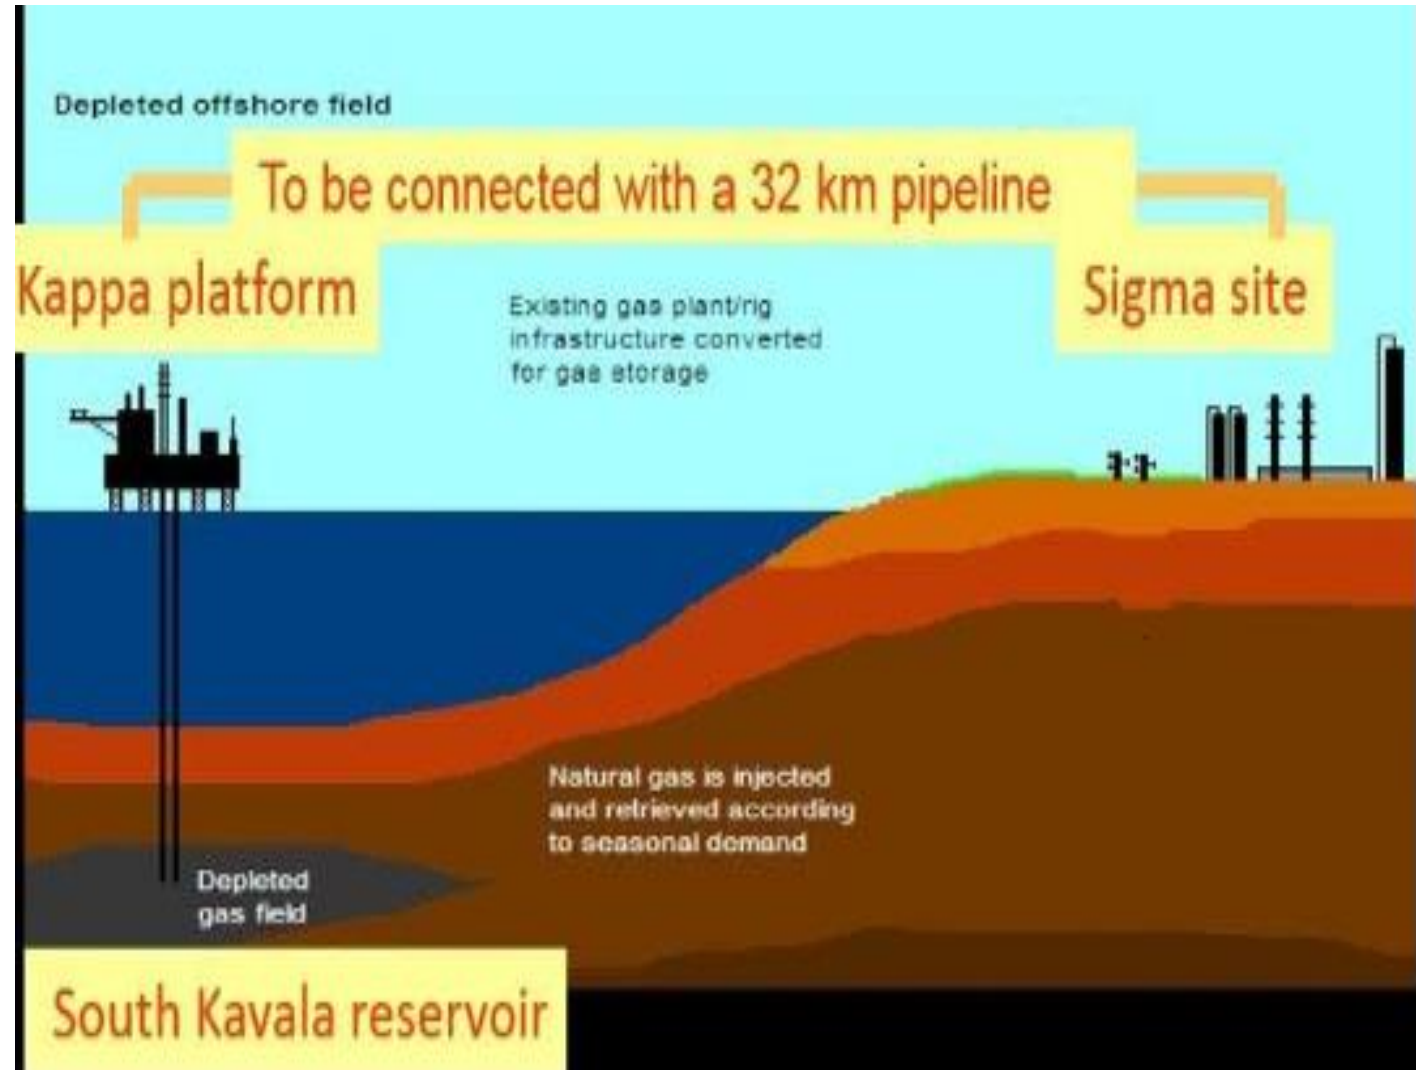 Depleted offshore field
To be connected with a 32 km pipeline
Kappa platform
Sigma site
Existing gas plant/rig
infrastructure converted
for gas storage
Natural gas is injected
and retrieved according
to seasonal demand
Depleted
gas field
South Kavala reservoir